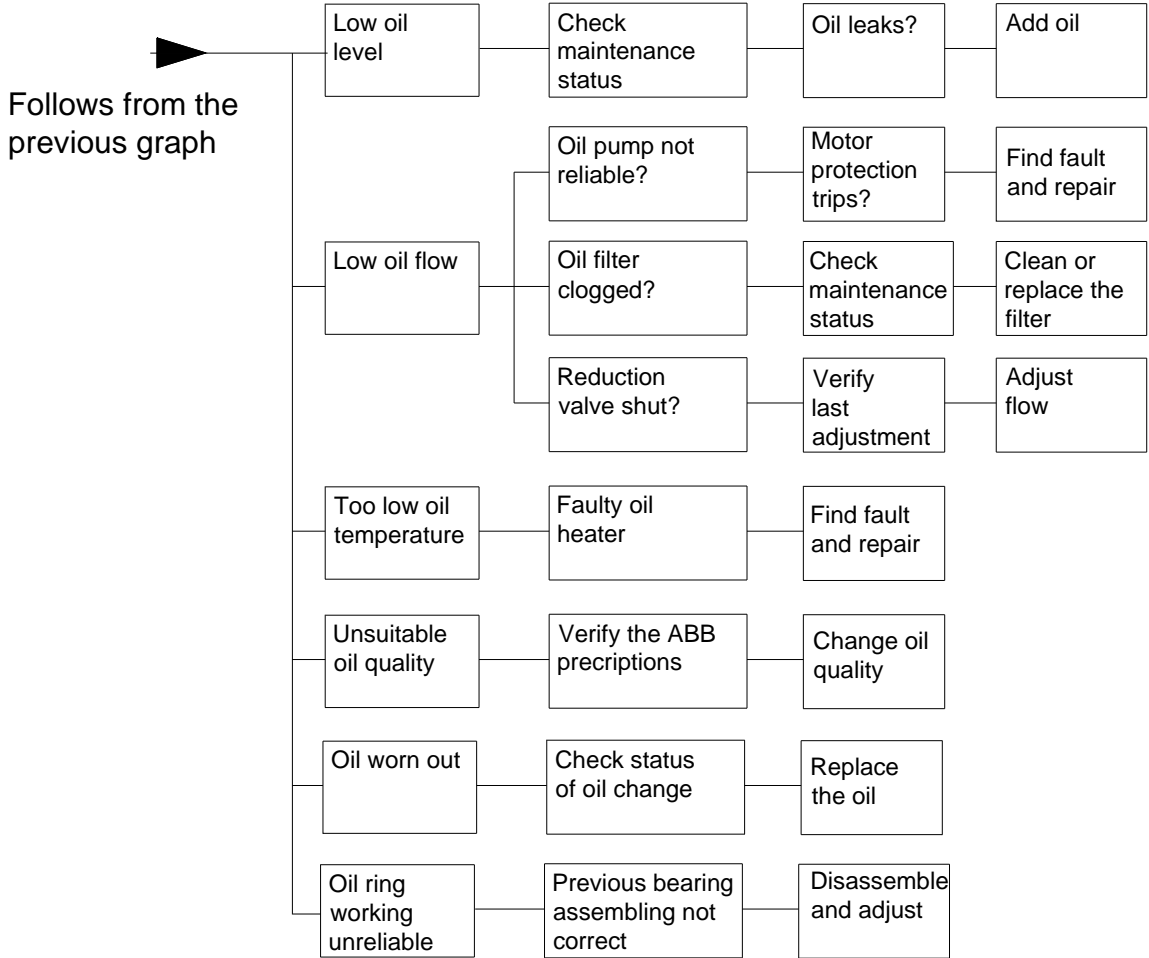 Low oil
level
Check
maintenance
status
Oil leaks?
Add oil
Follows from the
previous graph
Oil pump not
reliable?
Motor
protection
trips?
Find fault
and repair
Low oil flow
Oil filter
clogged?
Check
maintenance
status
Clean or
replace the
filter
Reduction
valve shut?
Verify
last
adjustment
Adjust
flow
Too low oil
temperature
Faulty oil
heater
Find fault
and repair
Unsuitable
oil quality
Verify the ABB
precriptions
Change oil
quality
Oil worn out
Check status
of oil change
Replace
the oil
Oil ring
working
unreliable
Previous bearing
assembling not
correct
Disassemble
and adjust